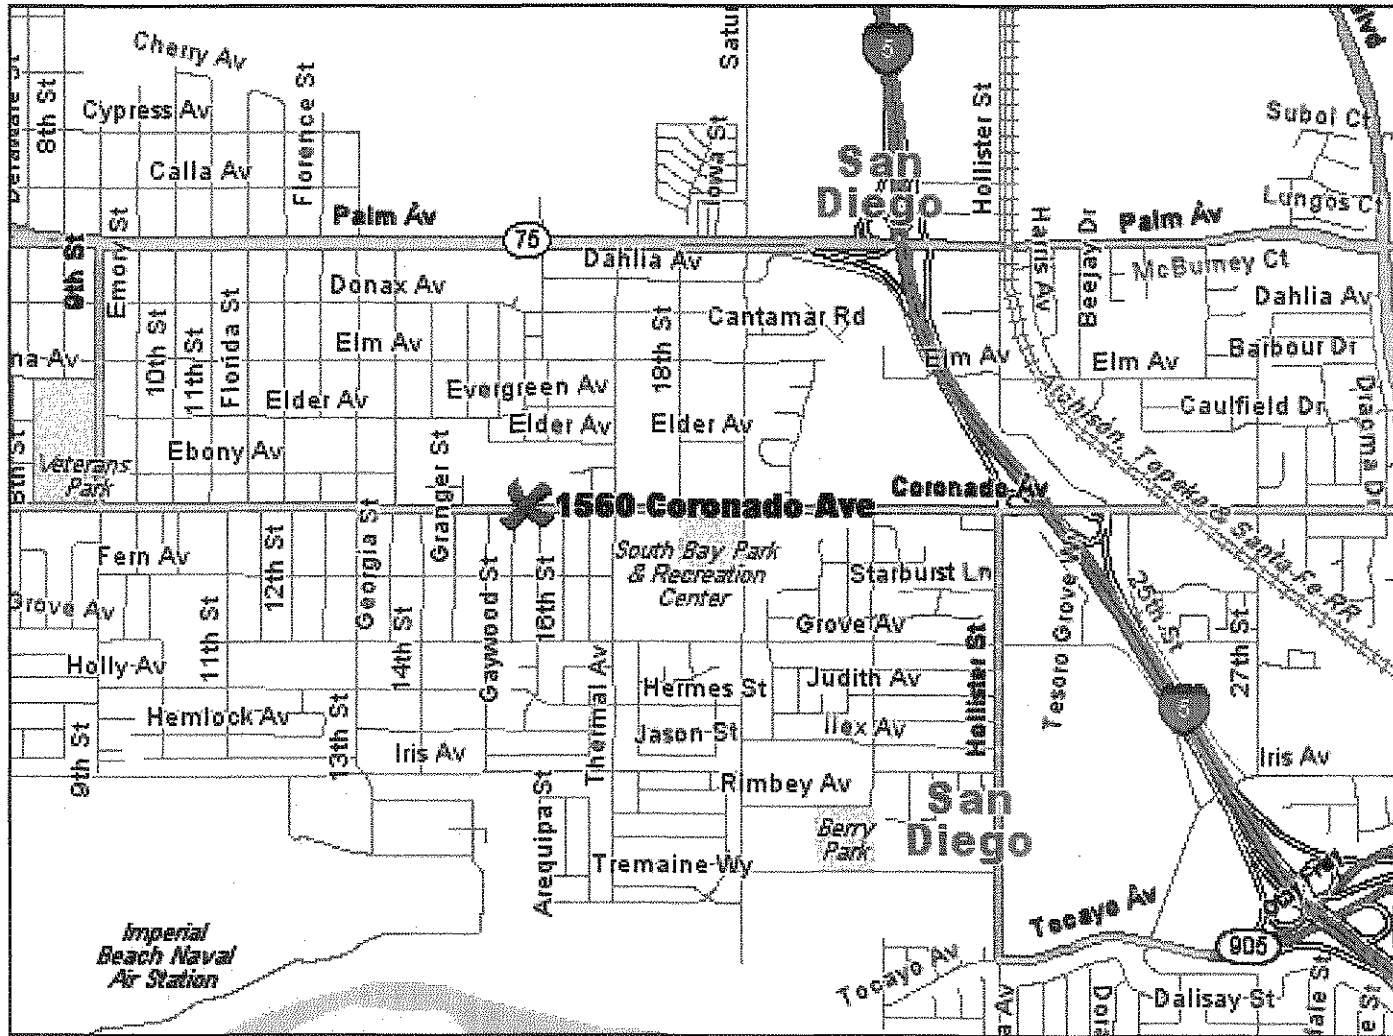 Cherry Av
Cypress Av
Calla Av
8th St
Florence St
Iowa St
5
San
Diego
Hollister St
Subol Ct
Lungos Ct
Palm Av
75
Palm Av
9th St
Emory St
Dahlia Av
Donax Av
Harris Av
Beejay Dr
McBurney Ct
Dahlia Av
10th St
11th St
Florida St
Elm Av
18th St
Cantamar Rd
Elm Av
Elm Av
Barbour Dr
Evergreen Av
Elder Av
Elder Av
Elder Av
Caulfield Dr
Ebony Av
Granger St
Veterans
Park
Atchison, Topeka & Santa Fe RR
1560 Coronado Ave
Coronado Av
Fern Av
12th St
Georgia St
Gaywood St
16th St
South Bay Park
& Recreation
Center
Starburst Ln
Tesoro Grove Wy
25th St
27th St
Grove Av
Holly Av
11th St
14th St
Grove Av
Hermes St
Judith Av
Hollister St
Hemlock Av
13th St
Iris Av
Thermal Av
Jason St
Ilex Av
5
Iris Av
9th St
Arequipa St
Rimbey Av
San
Diego
Berry
Park
Tremaine Wy
Imperial
Beach Naval
Air Station
Tocayo Av
905
Tocayo Av
Dalisay St